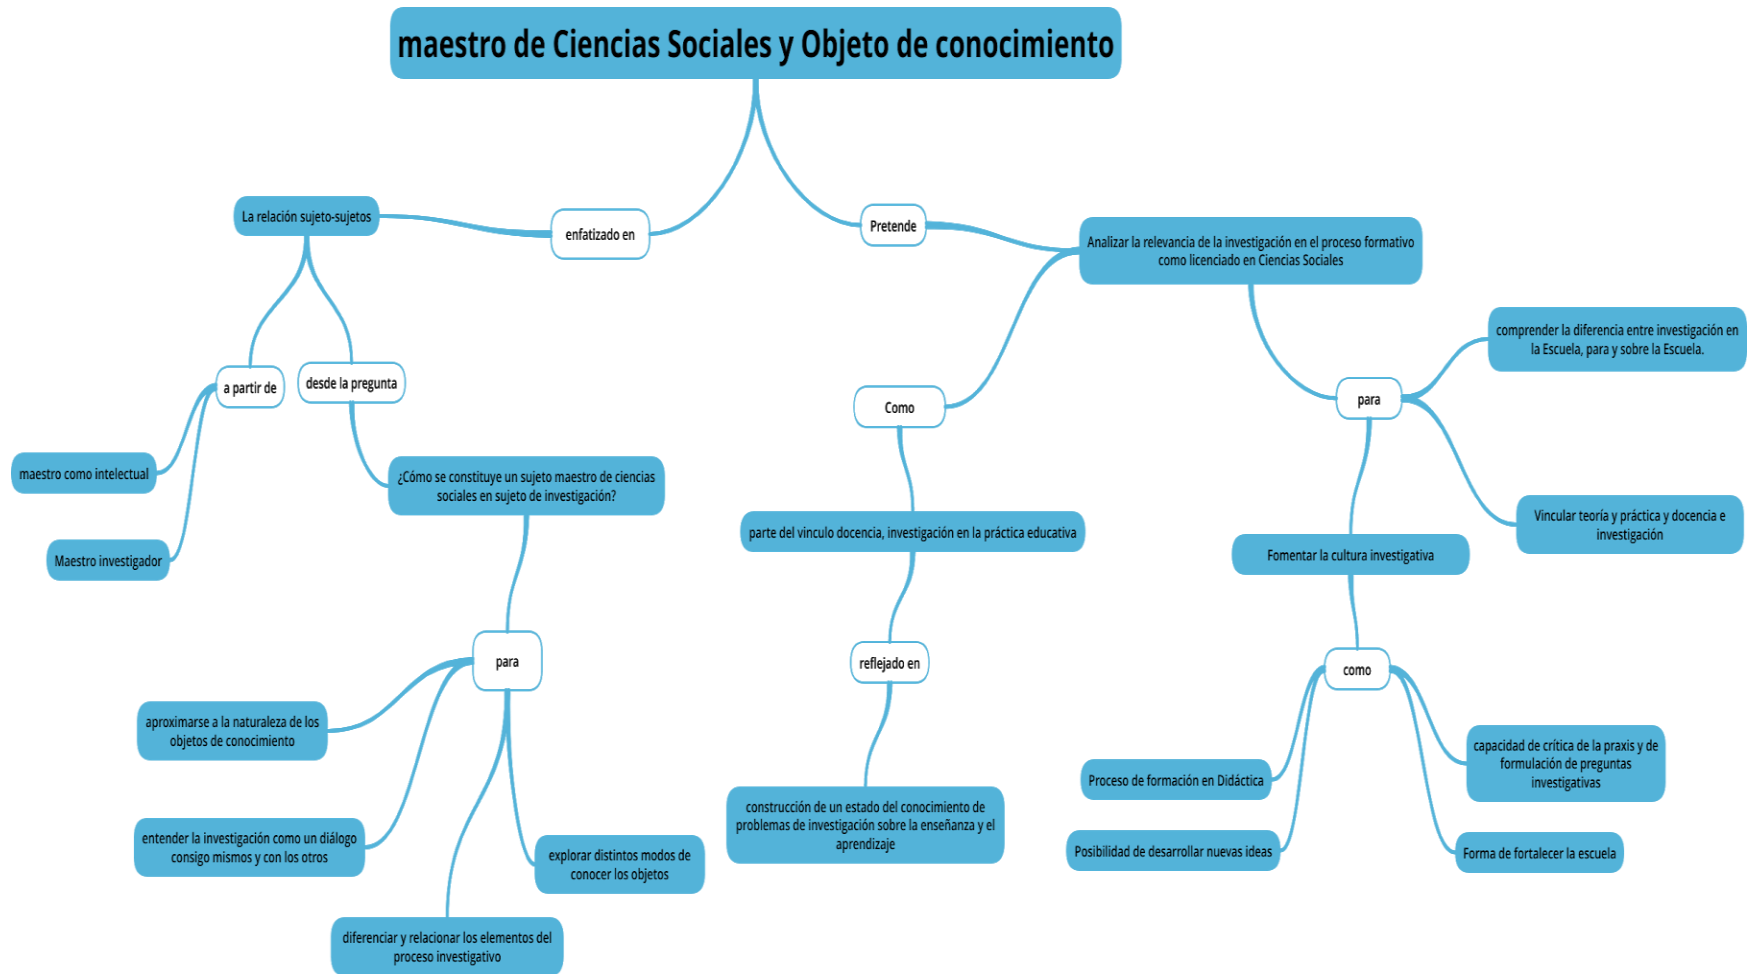 maestro de Ciencias Sociales y Objeto de conocimiento
La relación sujeto-sujetos
enfatizado en
Pretende
Analizar la relevancia de la investigación en el proceso formativo
como licenciado en Ciencias Sociales
a partir de
desde la pregunta
maestro como intelectual
Maestro investigador
¿Cómo se constituye un sujeto maestro de ciencias
sociales en sujeto de investigación?
para
aproximarse a la naturaleza de los
objetos de conocimiento
entender la investigación como un diálogo
consigo mismos y con los otros
diferenciar y relacionar los elementos del
proceso investigativo
explorar distintos modos de
conocer los objetos
Como
parte del vinculo docencia, investigación en la práctica educativa
reflejado en
construcción de un estado del conocimiento de
problemas de investigación sobre la enseñanza y el
aprendizaje
para
comprender la diferencia entre investigación en
la Escuela, para y sobre la Escuela.
Vincular teoría y práctica y docencia e
investigación
Fomentar la cultura investigativa
como
Proceso de formación en Didáctica
Posibilidad de desarrollar nuevas ideas
capacidad de crítica de la praxis y de
formulación de preguntas
investigativas
Forma de fortalecer la escuela